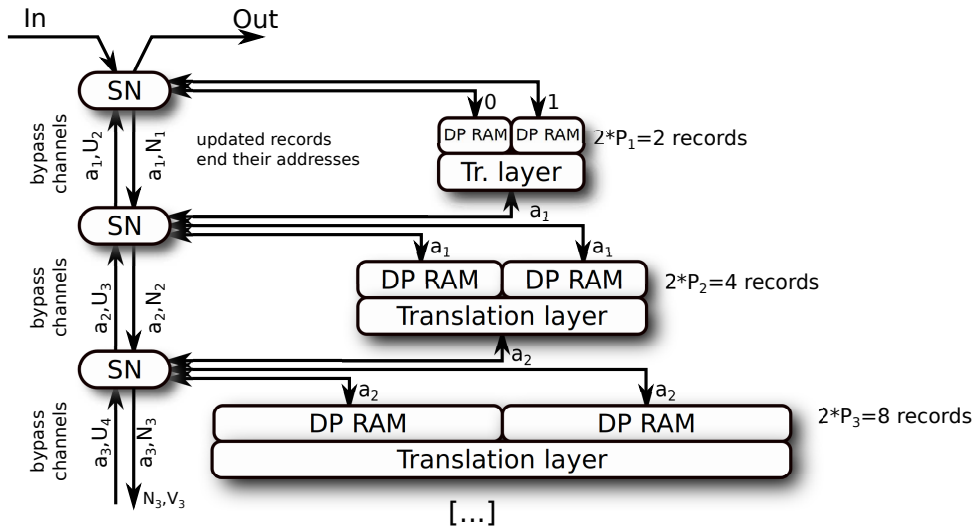 In
Out
SN
0
1
DP RAM
DP RAM
2*P₁=2 records
Tr. layer
bypass
channels
a₁,U₂
a₁,N₁
updated records
end their addresses
SN
a₁
a₁
a₁
DP RAM
DP RAM
2*P₂=4 records
Translation layer
bypass
channels
a₂,U₃
a₂,N₂
SN
a₂
a₂
a₂
DP RAM
DP RAM
2*P₃=8 records
Translation layer
bypass
channels
a₃,U₄
a₃,N₃
N₃,V₃
[...]